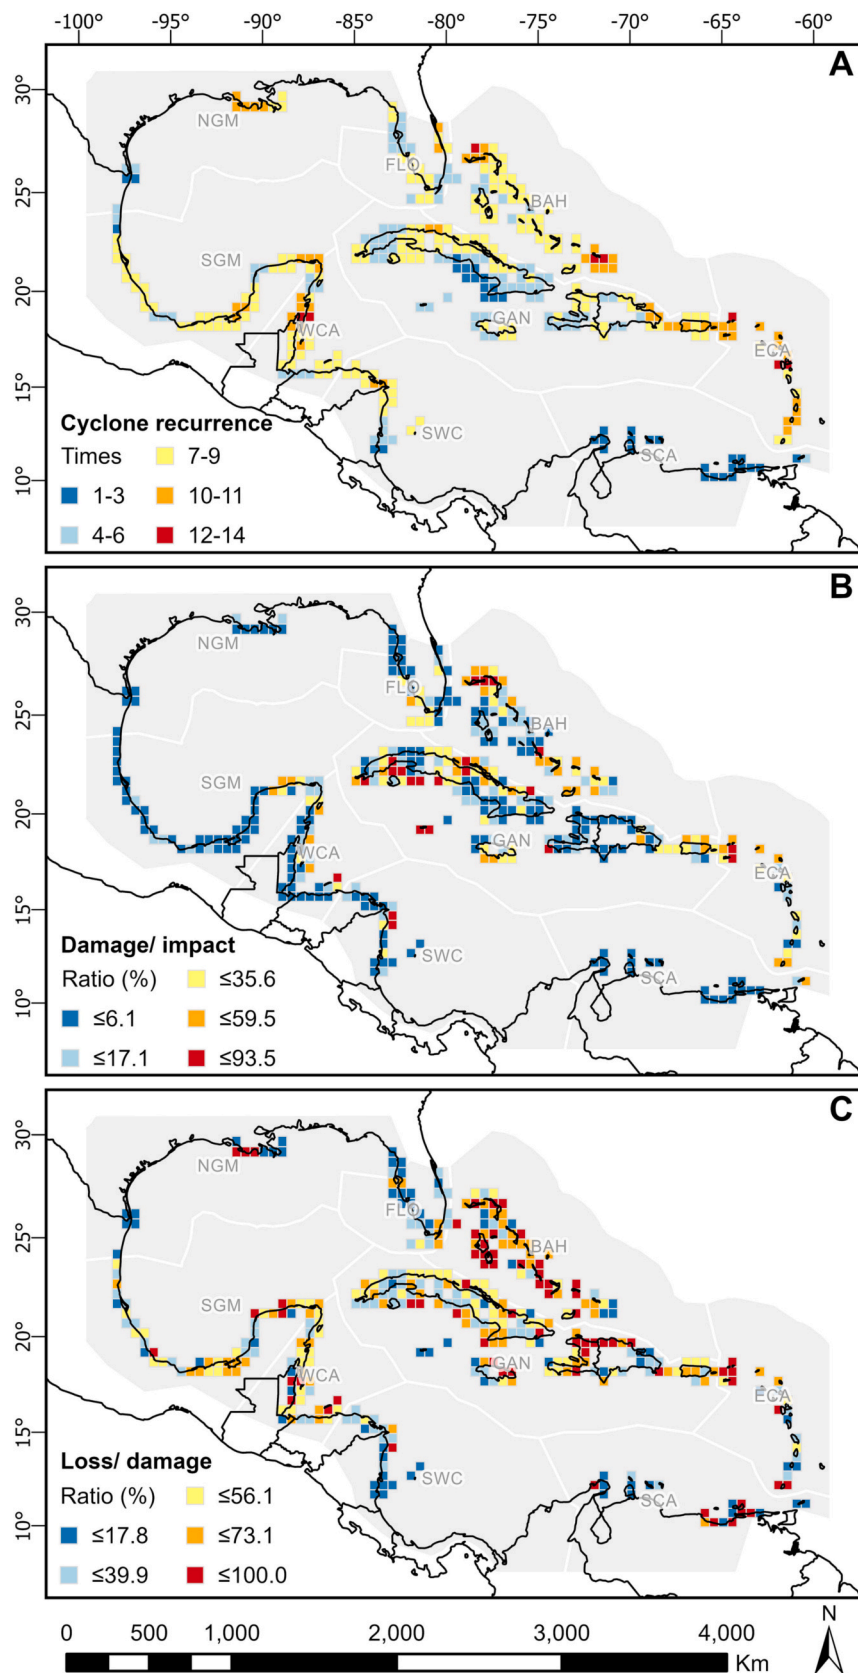 -100° -95° -90° -85° -80° -75° -70° -65° -60°
A
30°
NGM
FLO
25°
BAH
SGM
20°
GAN
WCA
ECA
15°
Cyclone recurrence
SWC
SCA
Times 7-9
10°
1-3 10-11
4-6 12-14
B
30°
NGM
FLO
25°
BAH
SGM
20°
GAN
WCA
ECA
15°
Damage/ impact
SWC
SCA
Ratio (%) ≤35.6
10°
≤6.1 ≤59.5
≤17.1 ≤93.5
C
30°
NGM
FLO
25°
BAH
SGM
20°
GAN
WCA
ECA
15°
Loss/ damage
SWC
SCA
Ratio (%) ≤56.1
10°
≤17.8 ≤73.1
≤39.9 ≤100.0
N
0 500 1,000 2,000 3,000 4,000
Km